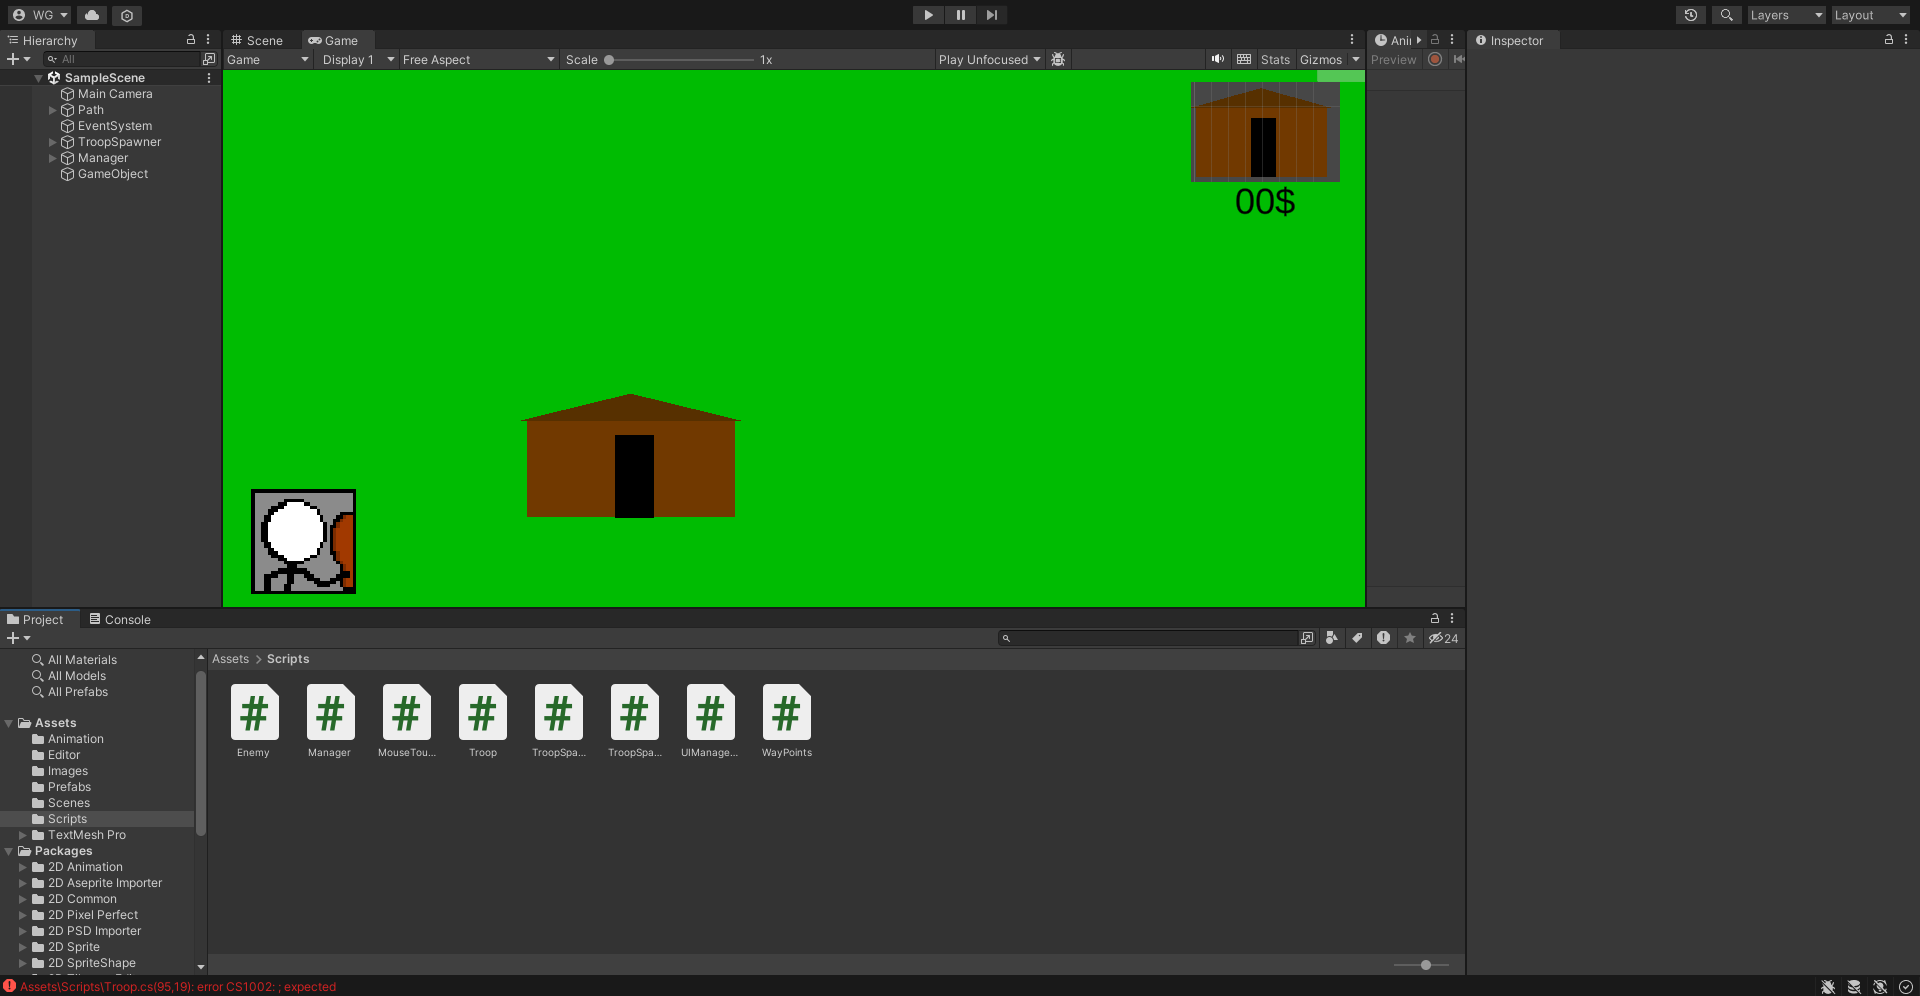 WG
Layers
Layout
Hierarchy
Scene
Game
Ani
Inspector
All
Game
Display 1
Free Aspect
Scale
1x
Play Unfocused
Stats
Gizmos
Preview
SampleScene
Main Camera
Path
EventSystem
TroopSpawner
Manager
GameObject
00$
Project
Console
24
All Materials
All Models
All Prefabs
Assets
Animation
Editor
Images
Prefabs
Scenes
Scripts
TextMesh Pro
Packages
2D Animation
2D Aseprite Importer
2D Common
2D Pixel Perfect
2D PSD Importer
2D Sprite
2D SpriteShape
Assets > Scripts
Enemy
Manager
MouseTou...
Troop
TroopSpa...
TroopSpa...
UIManage...
WayPoints
Assets\Scripts\Troop.cs(95,19): error CS1002: ; expected